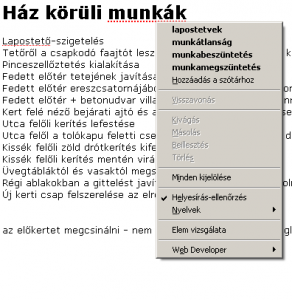 Ház körüli munkák
Lapostető-szigetelés
Tetőről a csapkodó faajtót lesz
Pinceszellőztetés kialakítása
Fedett előtér tetejének javítása
Fedett előtér ereszcsatornájáb
Fedett előtér + betonudvar villa
Kert felé néző bejárati ajtó és a
Utca felőli kerítés lefestése
Utca felől a tolókapu feletti cse
Kissék felőli zöld drótkerítés kife
Kissék felőli kerítés mentén virá
Üvegtábláktól és vasaktól megs
Régi ablakokban a gittelést javít
Új kerti csap felszerelése az elr
az előkertet megcsinálni – nem
lapostetvek
munkátlanság
munkabeszüntetés
munkamegszüntetés
Hozzáadás a szótárhoz
Visszavonás
Kivágás
Másolás
Beillesztés
Törlés
Minden kijelölése
Helyesírás-ellenőrzés
Nyelvek
Elem vizsgálata
Web Developer